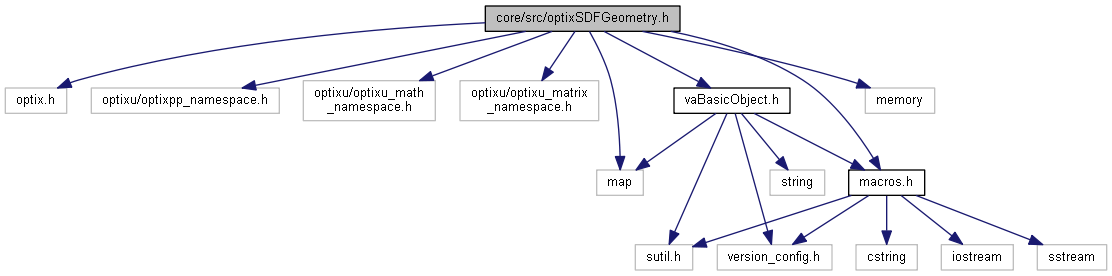 core/src/optixSDFGeometry.h
optix.h
optixu/optixpp_namespace.h
optixu/optixu_math
_namespace.h
optixu/optixu_matrix
_namespace.h
vaBasicObject.h
memory
map
string
macros.h
sutil.h
version_config.h
cstring
iostream
sstream